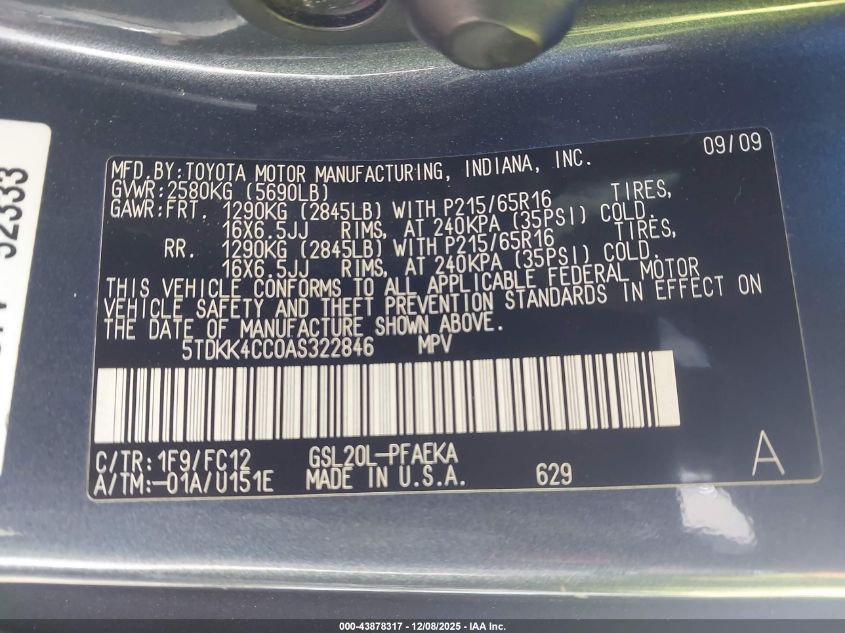 09/09
MFD.BY:TOYOTA MOTOR MANUFACTURING, INDIANA, INC.
GVWR:2580KG (5690LB)
GAWR:FRT. 1290KG (2845LB) WITH P215/65R16 TIRES,
16X6.5JJ RIMS, AT 240KPA (35PSI) COLD.
RR. 1290KG (2845LB) WITH P215/65R16 TIRES,
16X6.5JJ RIMS, AT 240KPA (35PSI) COLD.
THIS VEHICLE CONFORMS TO ALL APPLICABLE FEDERAL MOTOR
VEHICLE SAFETY AND THEFT PREVENTION STANDARDS IN EFFECT ON
THE DATE OF MANUFACTURE SHOWN ABOVE.
5TDKK4CC0AS322846 MPV
C/TR:1F9/FC12 GSL20L-PFAEKA
A/TM:-01A/U151E MADE IN U.S.A. 629 A
000-43878317 - 12/08/2025 - IAA Inc.